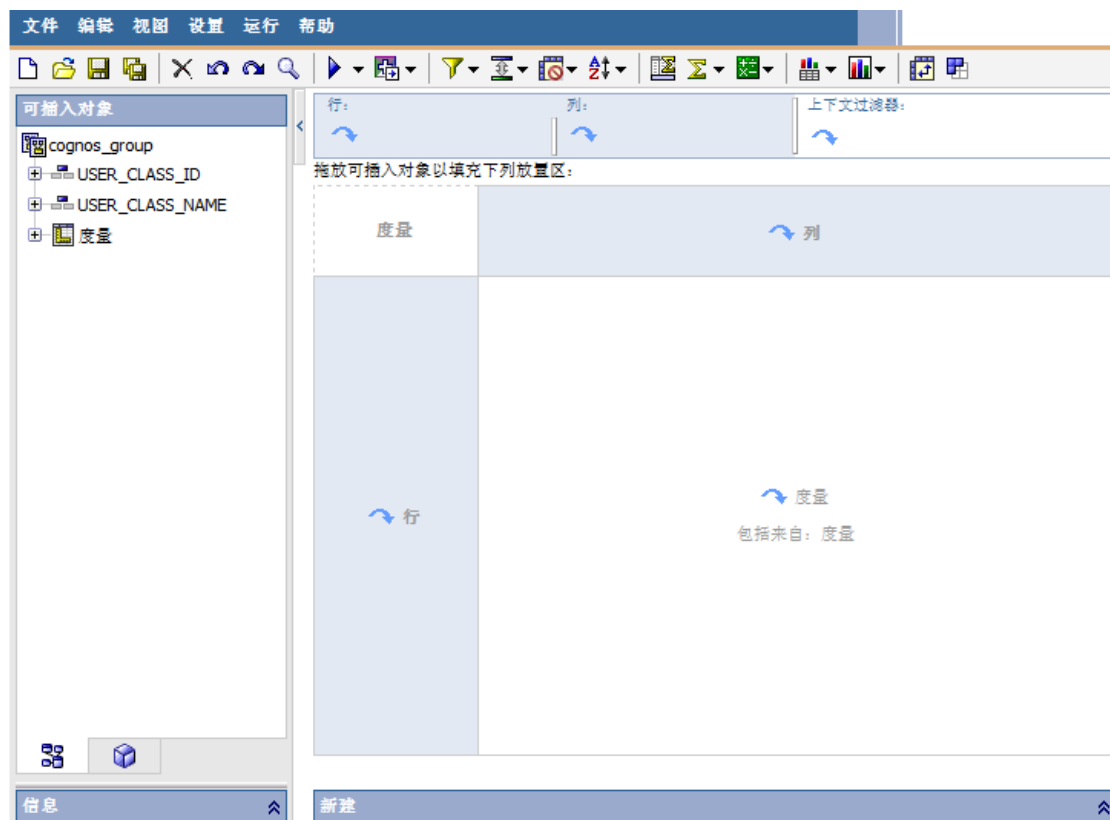 文件 编辑 视图 设置 运行 帮助
可插入对象
cognos_group
USER_CLASS_ID
USER_CLASS_NAME
度量
行: 列: 上下文过滤器:
拖放可插入对象以填充下列放置区:
度量
列
行
度量
包括来自: 度量
信息
新建